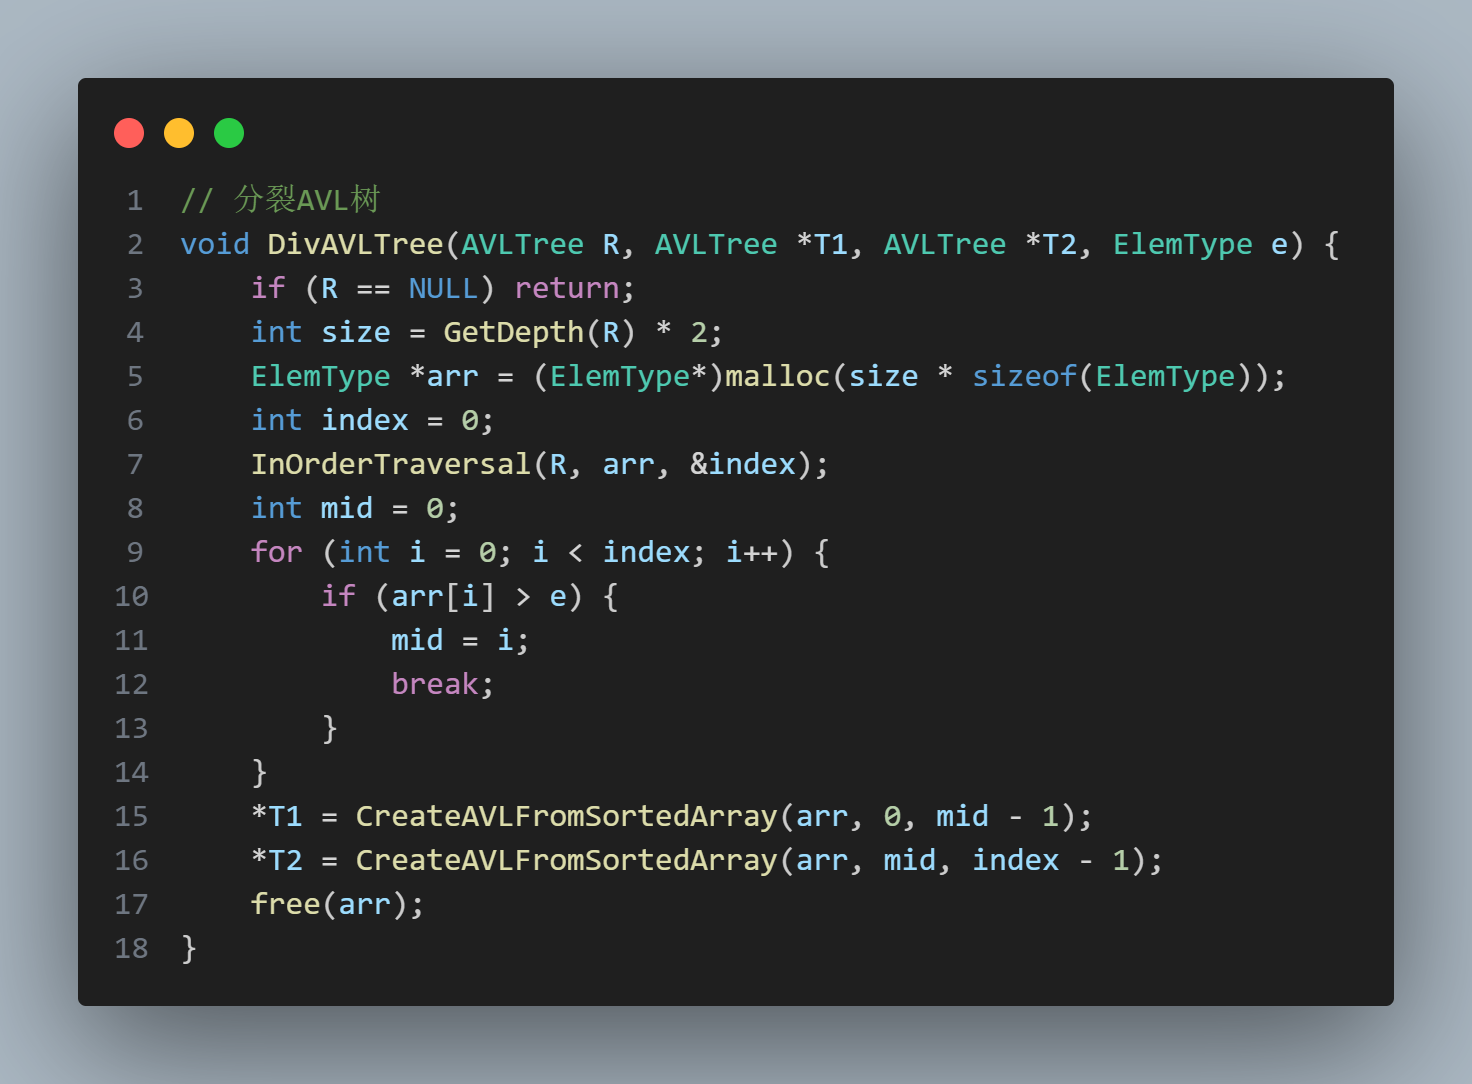 1 // 分裂AVL树
2 void DivAVLTree(AVLTree R, AVLTree *T1, AVLTree *T2, ElemType e) {
3     if (R == NULL) return;
4     int size = GetDepth(R) * 2;
5     ElemType *arr = (ElemType*)malloc(size * sizeof(ElemType));
6     int index = 0;
7     InOrderTraversal(R, arr, &index);
8     int mid = 0;
9     for (int i = 0; i < index; i++) {
10         if (arr[i] > e) {
11             mid = i;
12             break;
13         }
14     }
15     *T1 = CreateAVLFromSortedArray(arr, 0, mid - 1);
16     *T2 = CreateAVLFromSortedArray(arr, mid, index - 1);
17     free(arr);
18 }